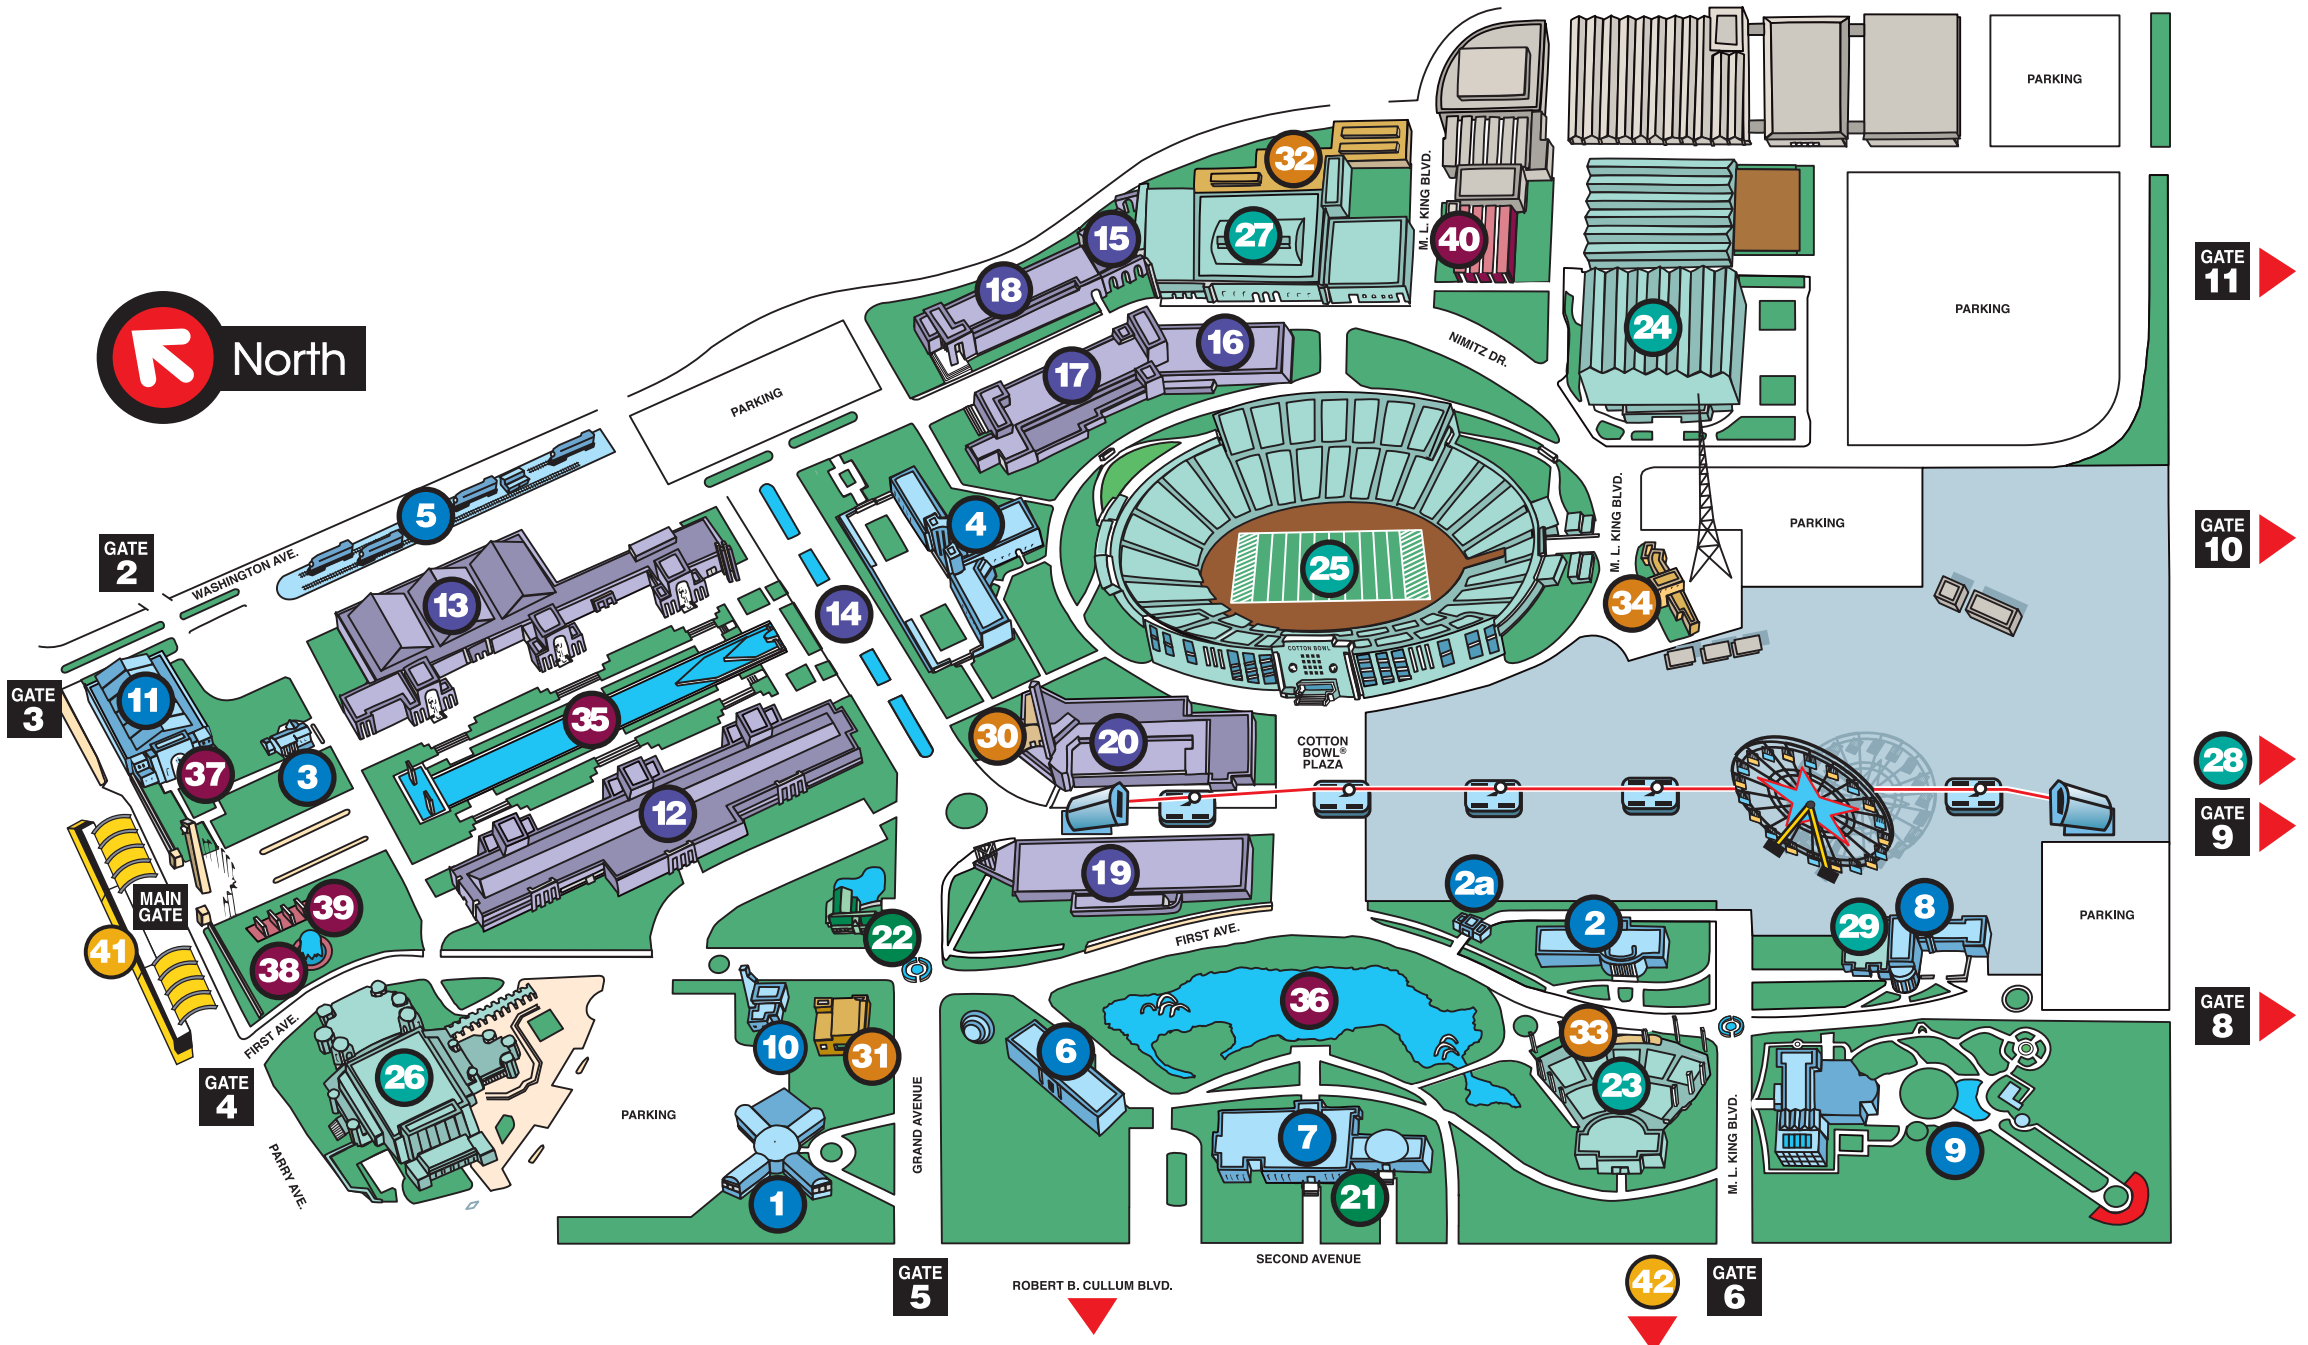 PARKING
32
M. L. KING BLVD.
15
27
40
GATE
11
18
PARKING
24
16
NIMITZ DR.
North
17
PARKING
5
4
M. L. KING BLVD.
PARKING
GATE
10
GATE
2
WASHINGTON AVE.
25
13
14
34
COTTON BOWL
GATE
3
11
35
30
20
COTTON
BOWL®
PLAZA
28
37
3
12
GATE
9
19
2a
MAIN
GATE
39
2
29
8
PARKING
22
FIRST AVE.
41
38
36
GATE
8
FIRST AVE.
33
10
31
6
26
23
GATE
4
PARKING
GRAND AVENUE
7
M. L. KING BLVD.
9
PARRY AVE.
1
21
SECOND AVENUE
GATE
5
ROBERT B. CULLUM BLVD.
42
GATE
6